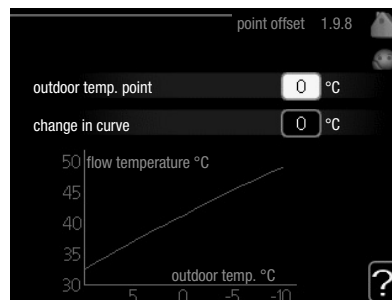 point offset 1.9.8
outdoor temp. point 0 °C
change in curve 0 °C
50 flow temperature °C
45
40
35
outdoor temp. °C
30
5 0 -5 -10
?